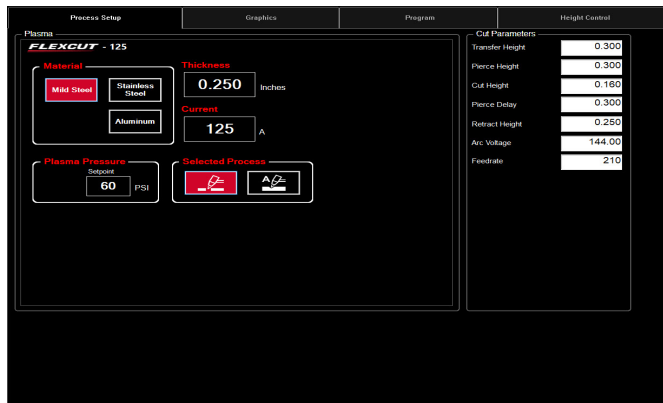 Process Setup Graphics Program Height Control
Plasma
FLEXCUT - 125
Material
Mild Steel
Stainless Steel
Aluminum
Thickness
0.250 Inches
Current
125 A
Plasma Pressure
Setpoint
60 PSI
Selected Process
A
Cut Parameters
Transfer Height 0.300
Pierce Height 0.300
Cut Height 0.160
Pierce Delay 0.300
Retract Height 0.250
Arc Voltage 144.00
Feedrate 210